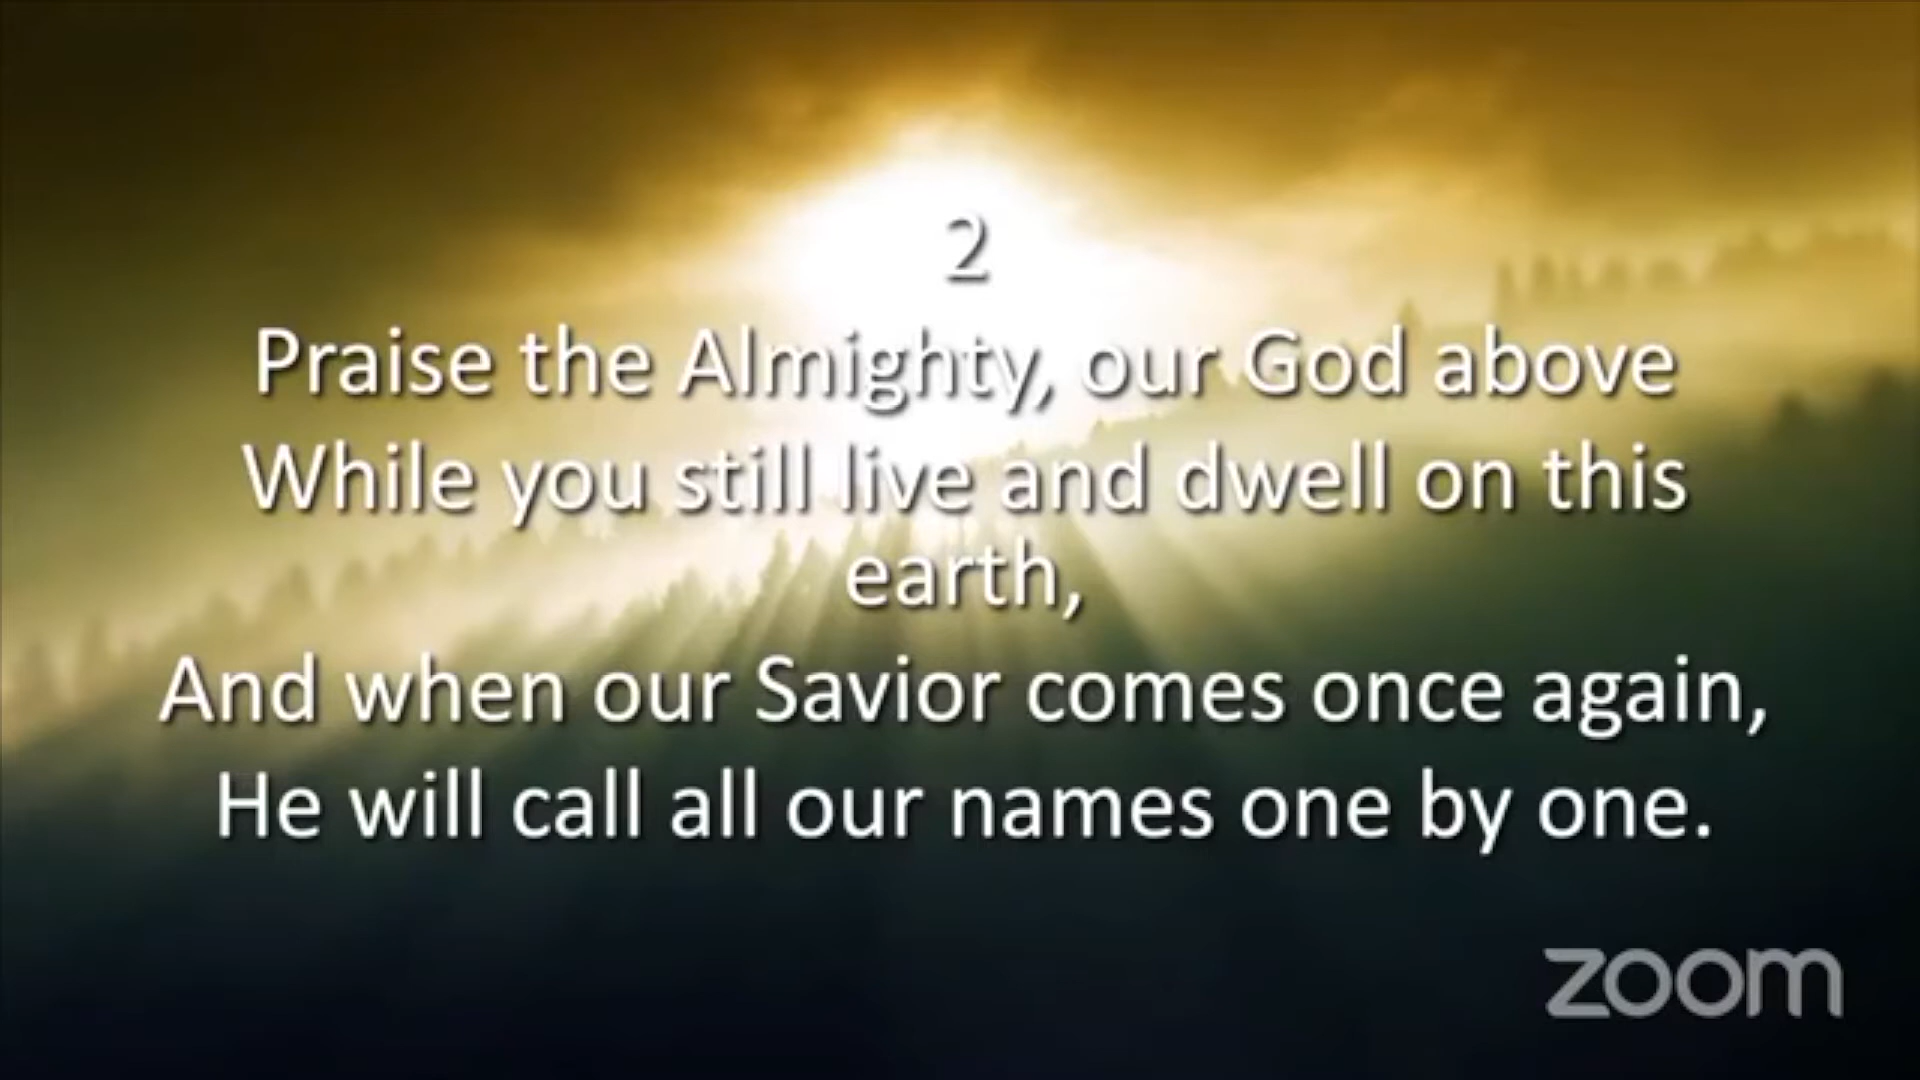 2
Praise the Almighty, our God above
While you still live and dwell on this
earth,
And when our Savior comes once again,
He will call all our names one by one.
zoom